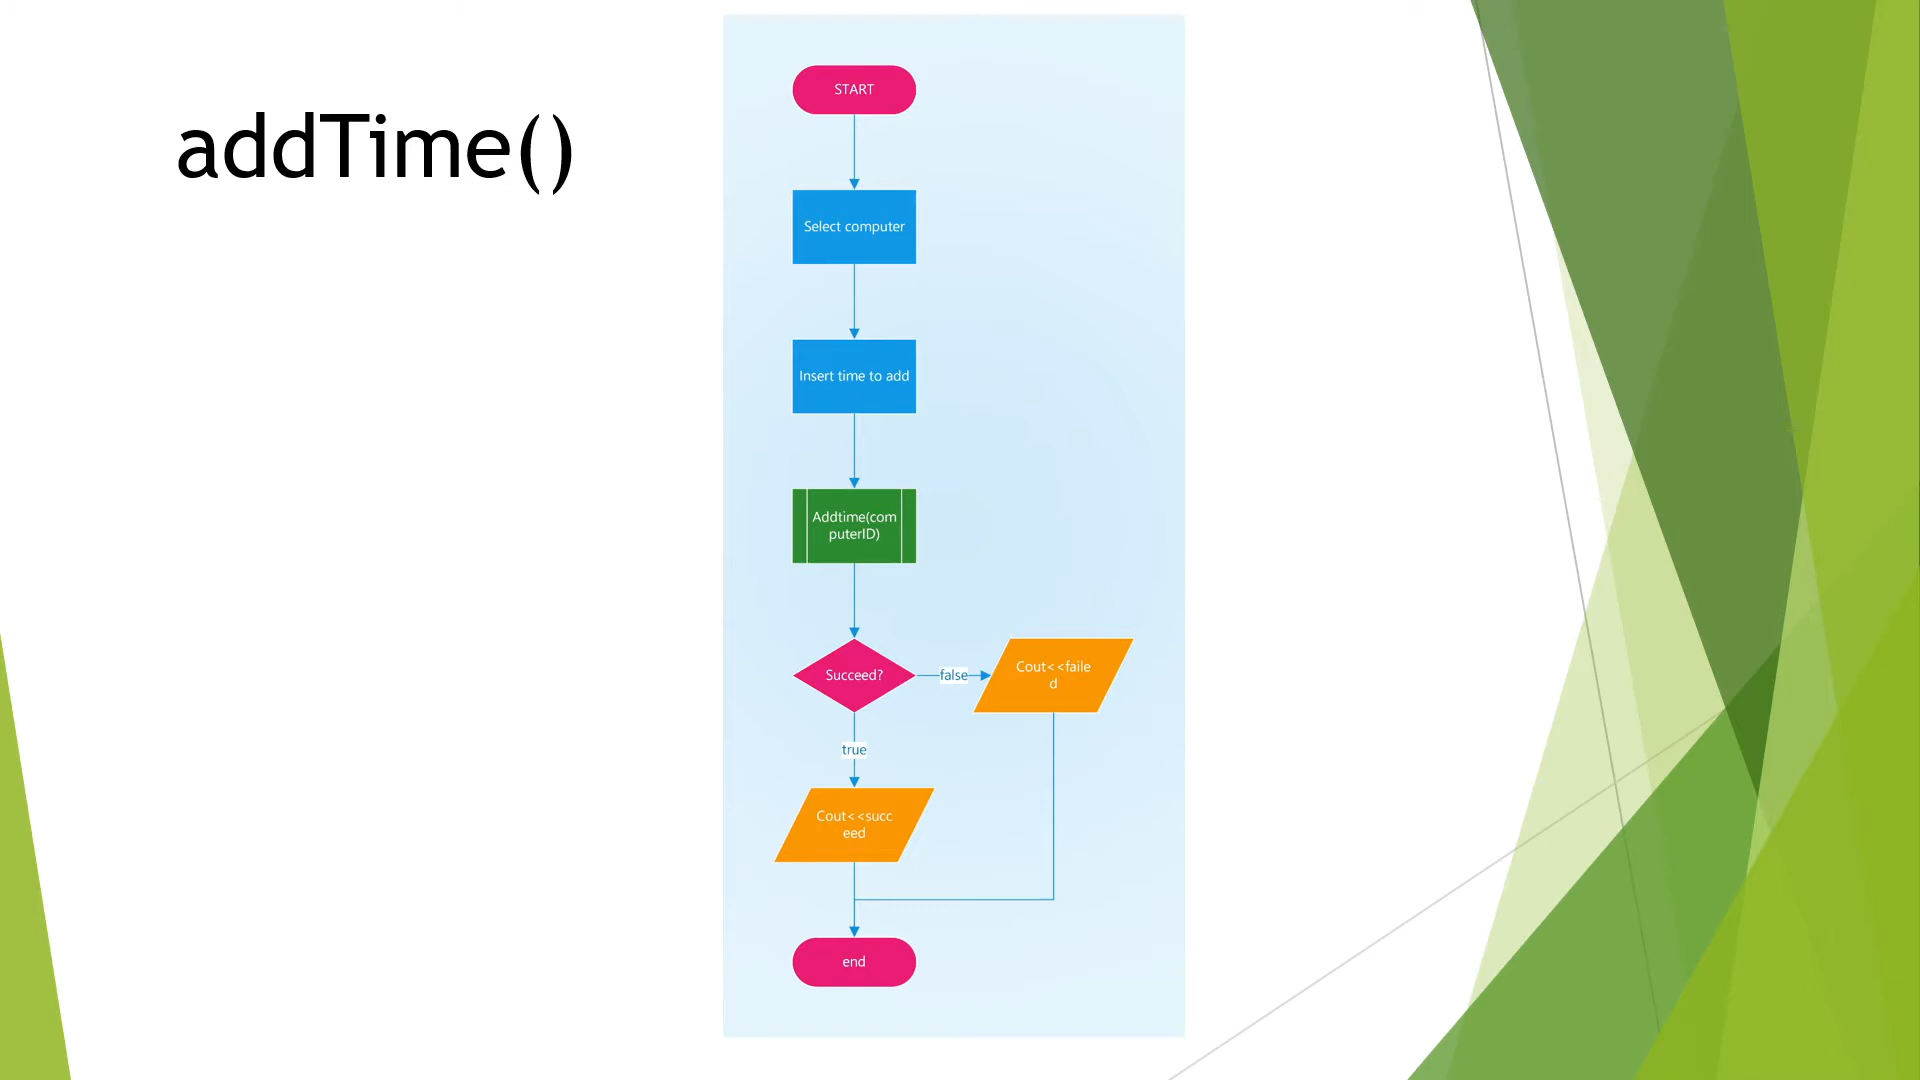 addTime()
START
Select computer
Insert time to add
Addtime(com
puterID)
Succeed?
false
Cout<<faile
d
true
Cout<<succ
eed
end